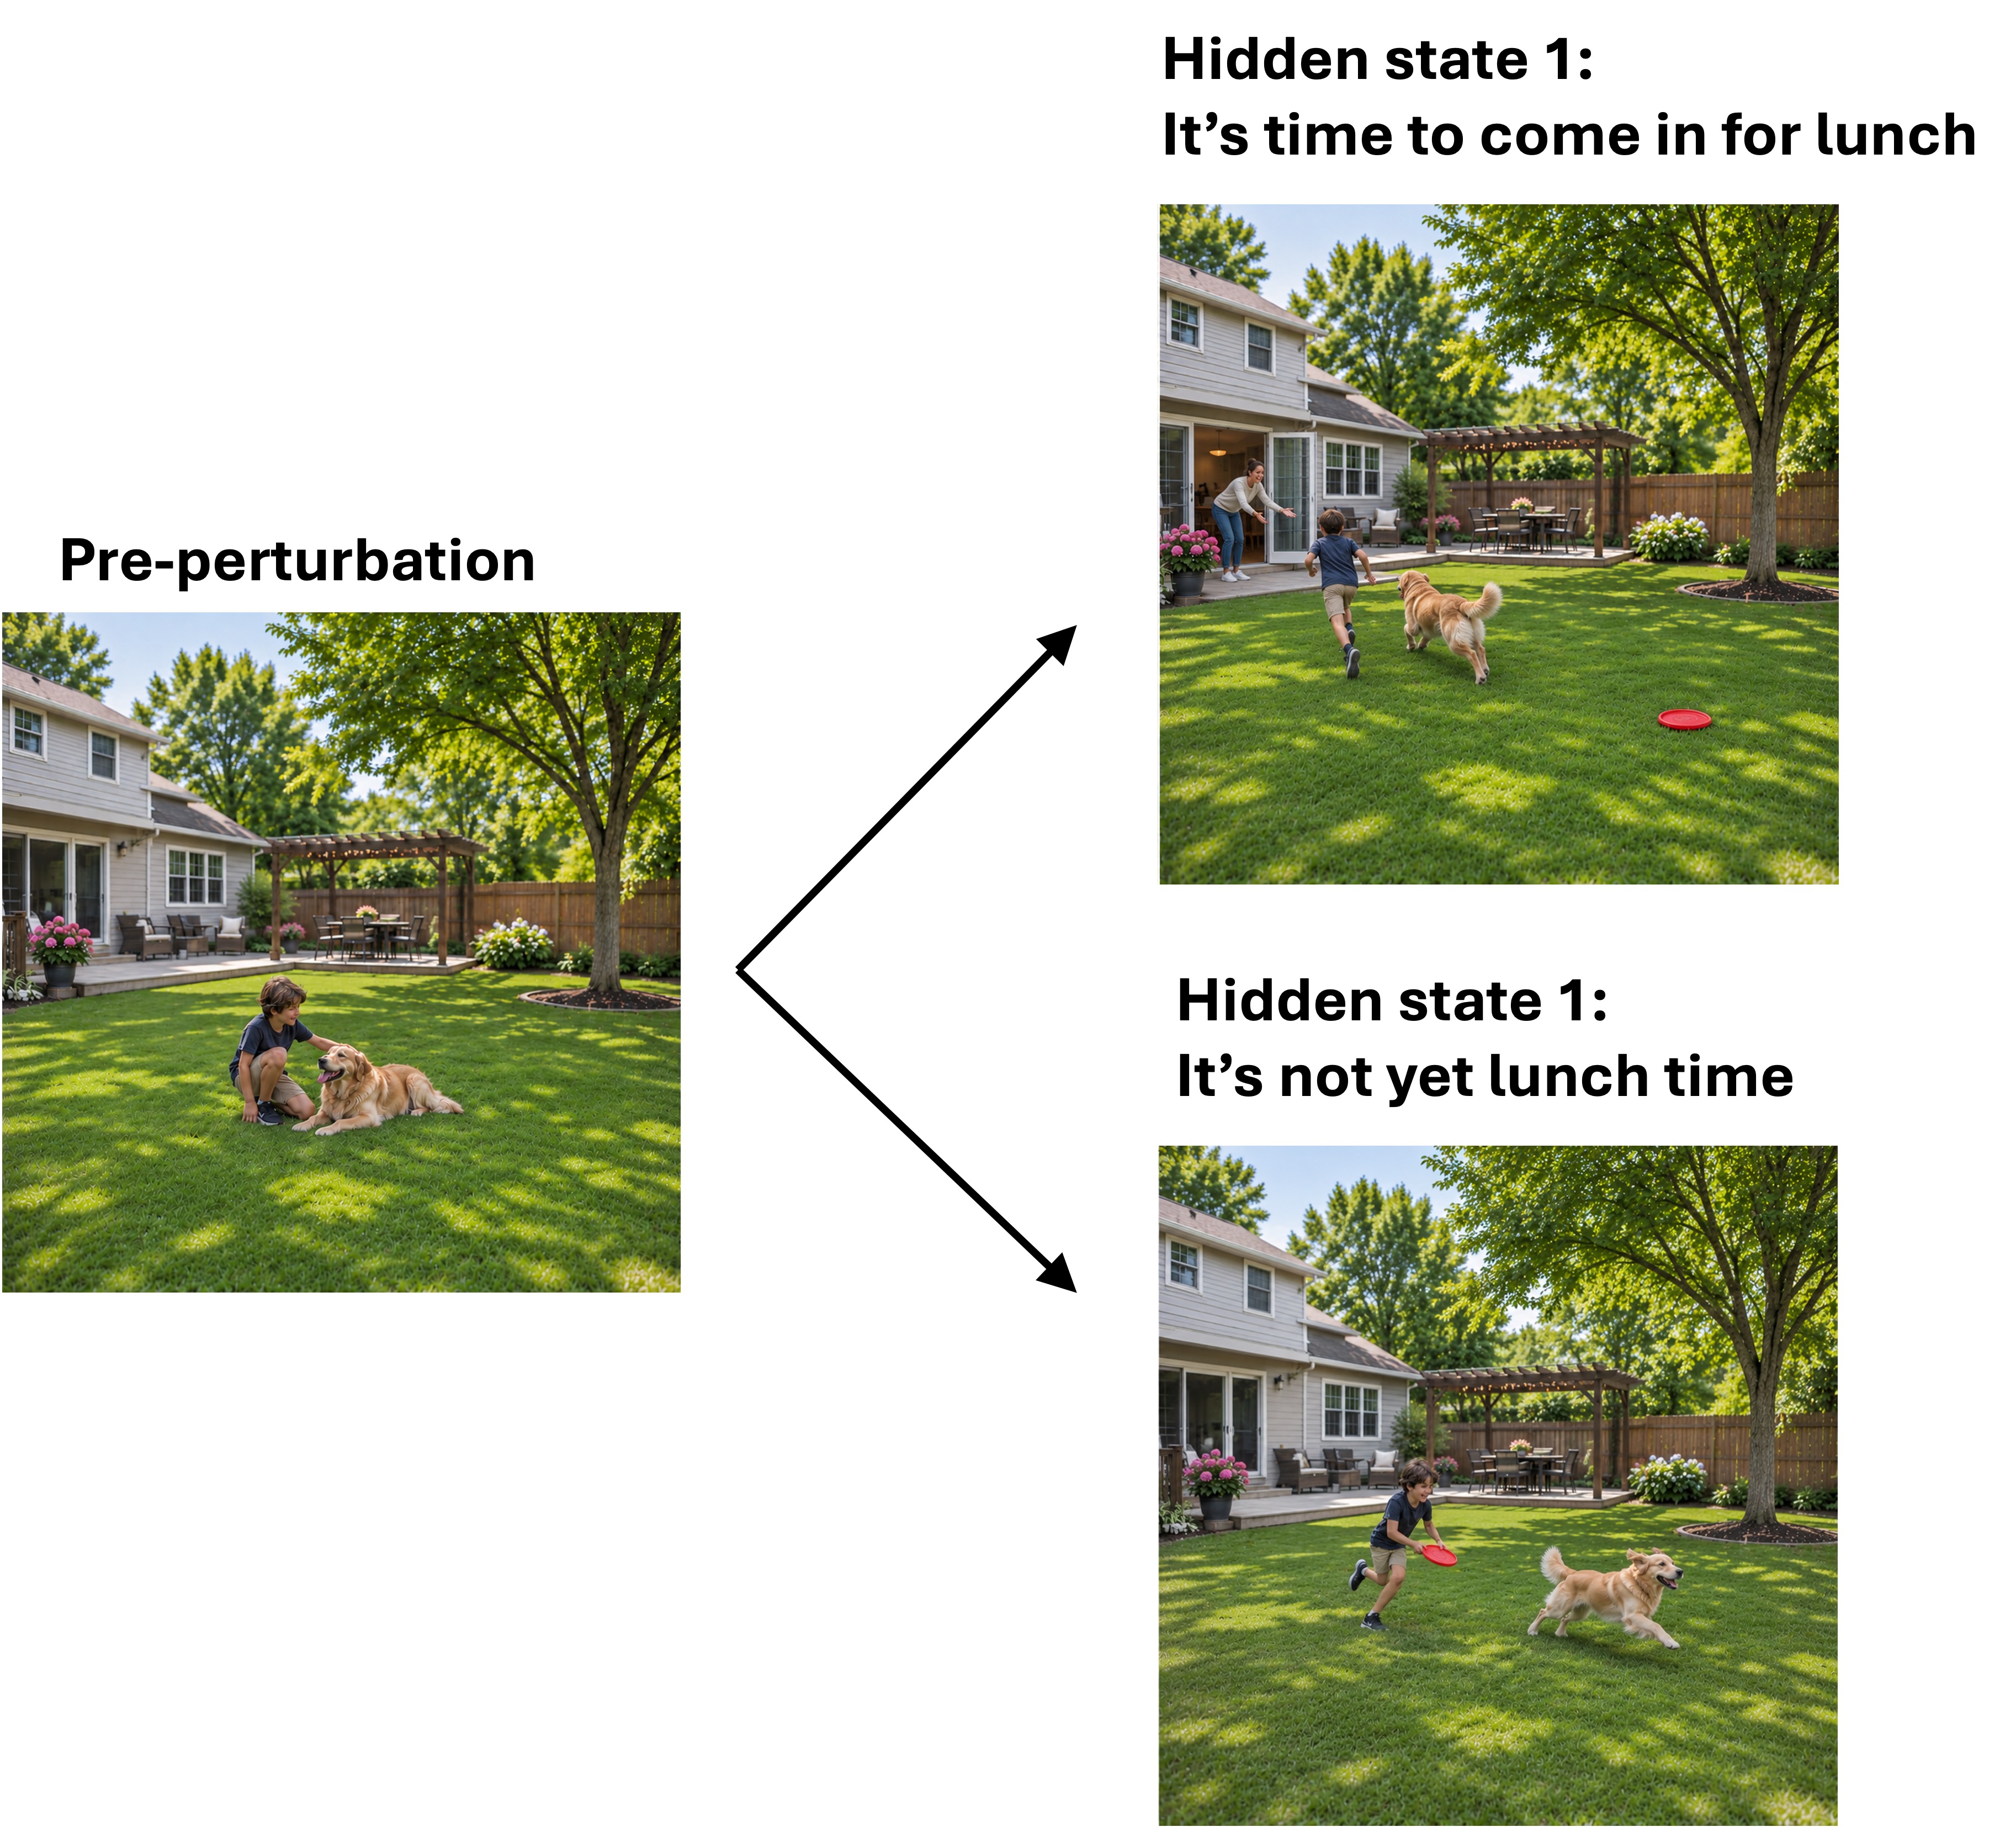 Hidden state 1:
It’s time to come in for lunch
Pre-perturbation
Hidden state 1:
It’s not yet lunch time